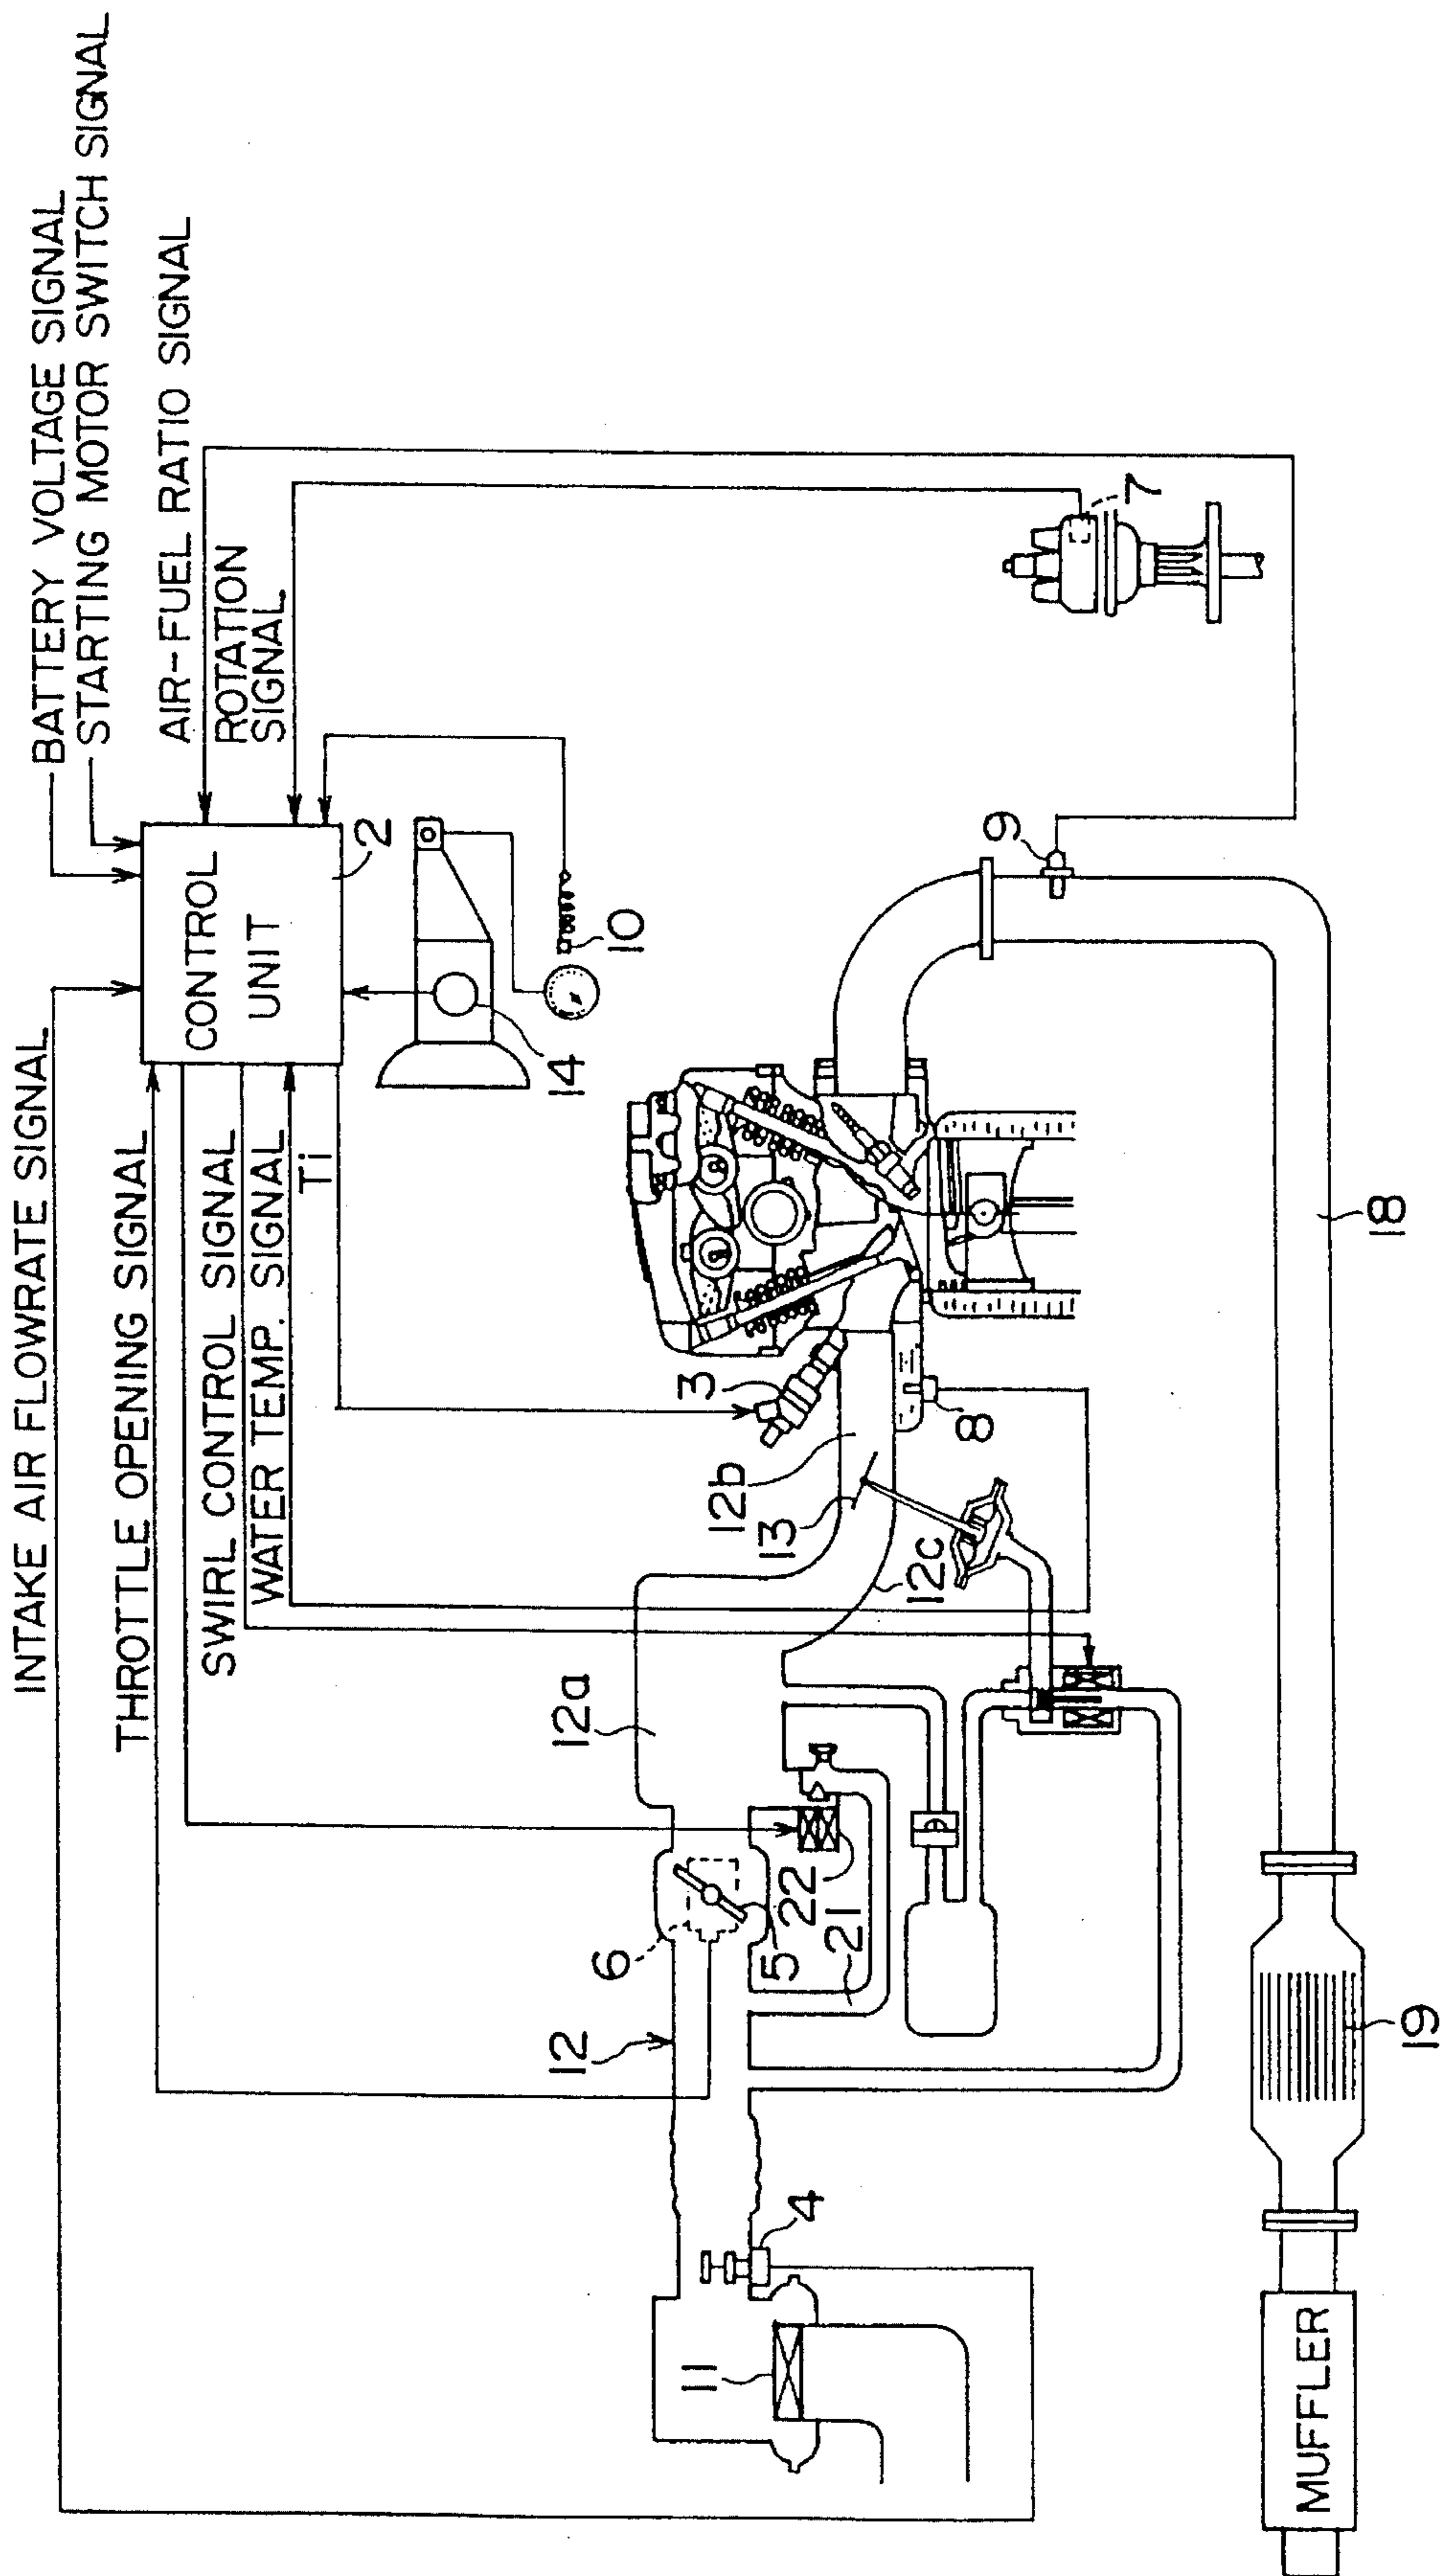 INTAKE AIR FLOWRATE SIGNAL
BATTERY VOLTAGE SIGNAL
STARTING MOTOR SWITCH SIGNAL
THROTTLE OPENING SIGNAL
AIR-FUEL RATIO SIGNAL
SWIRL CONTROL SIGNAL
CONTROL
UNIT
ROTATION
SIGNAL
WATER TEMP. SIGNAL
Ti
2
14
10
12
6
12a
3
11
4
5
22
21
13
12b
12c
8
9
7
18
19
MUFFLER